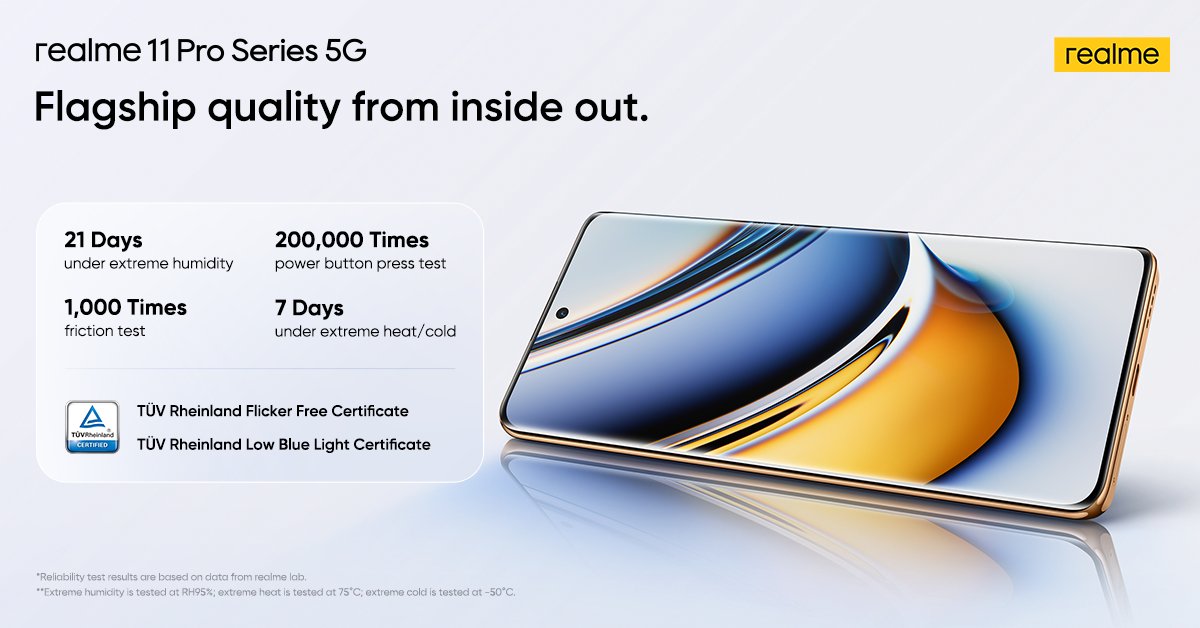 realme 11 Pro Series 5G
realme
Flagship quality from inside out.
21 Days
under extreme humidity
200,000 Times
power button press test
1,000 Times
friction test
7 Days
under extreme heat/cold
TÜVRheinland
CERTIFIED
TÜV Rheinland Flicker Free Certificate
TÜV Rheinland Low Blue Light Certificate
*Reliability test results are based on data from realme lab.
**Extreme humidity is tested at RH95%; extreme heat is tested at 75°C; extreme cold is tested at -50°C.